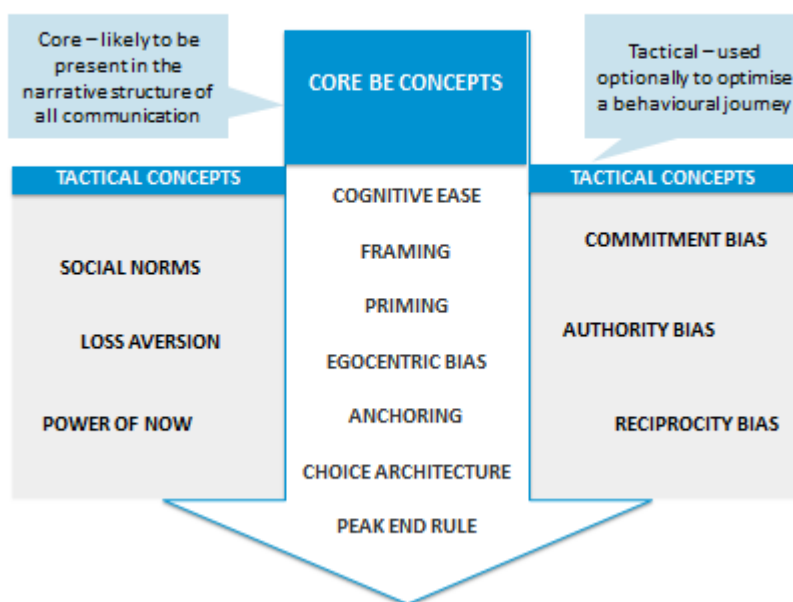 Core – likely to be
present in the
narrative structure of
all communication
CORE BE CONCEPTS
Tactical – used
optionally to optimise
a behavioural journey
TACTICAL CONCEPTS
SOCIAL NORMS
LOSS AVERSION
POWER OF NOW
COGNITIVE EASE
FRAMING
PRIMING
EGOCENTRIC BIAS
ANCHORING
CHOICE ARCHITECTURE
PEAK END RULE
TACTICAL CONCEPTS
COMMITMENT BIAS
AUTHORITY BIAS
RECIPROCITY BIAS